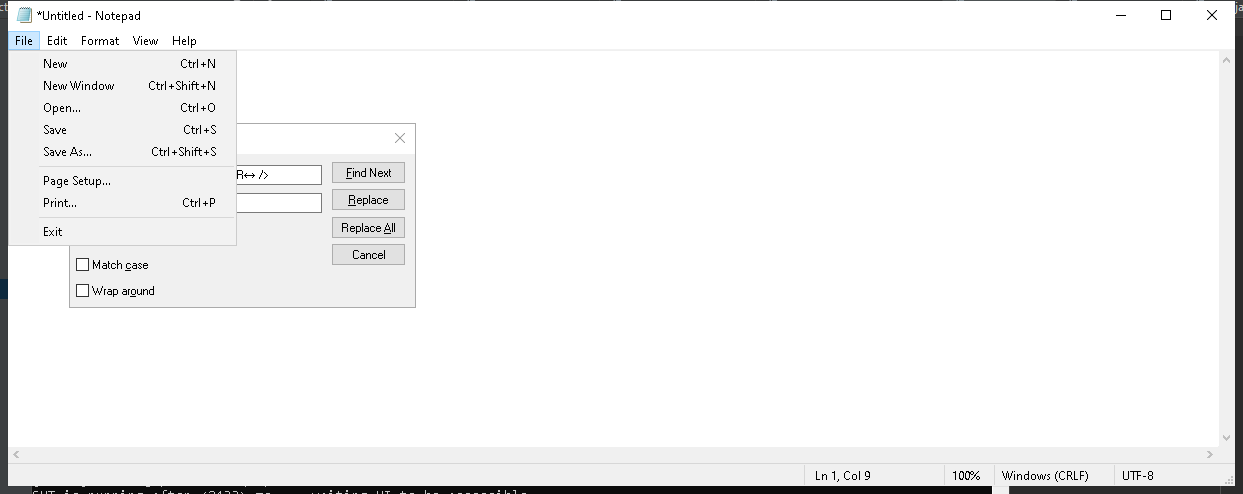 *Untitled - Notepad
File Edit Format View Help
New Ctrl+N
New Window Ctrl+Shift+N
Open... Ctrl+O
Save Ctrl+S
Save As... Ctrl+Shift+S
Page Setup...
Print... Ctrl+P
Exit
R↔ />
Find Next
Replace
Replace All
Cancel
Match case
Wrap around
Ln 1, Col 9 100% Windows (CRLF) UTF-8